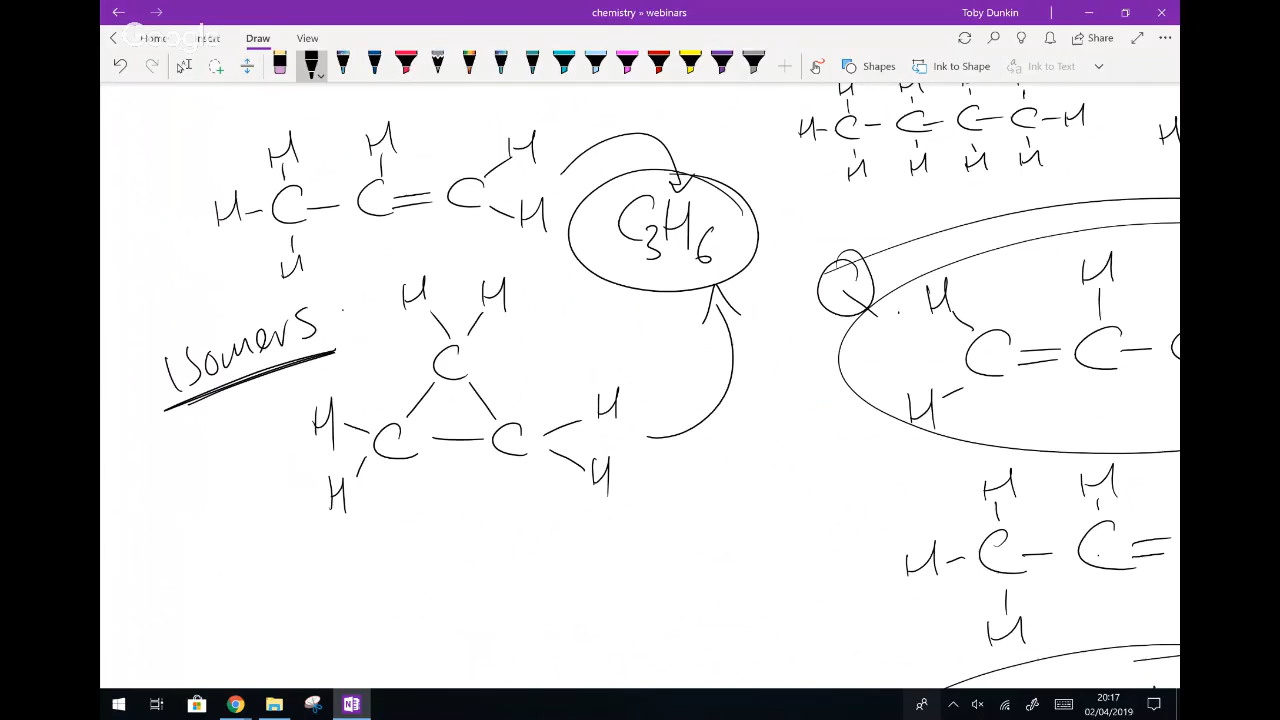 chemistry » webinars
Toby Dunkin
Google
Home
Insert
Draw
View
Share
Shapes
Ink to Shape
Ink to Text
H H H
H-C-C=C
H H
C3H6
isomers
H H
C
H H
C-C
H H
H-C-C-C-C-H
H H H H
H
H H
C=C-
H
H H
H-C-C=
H
20:17
02/04/2019